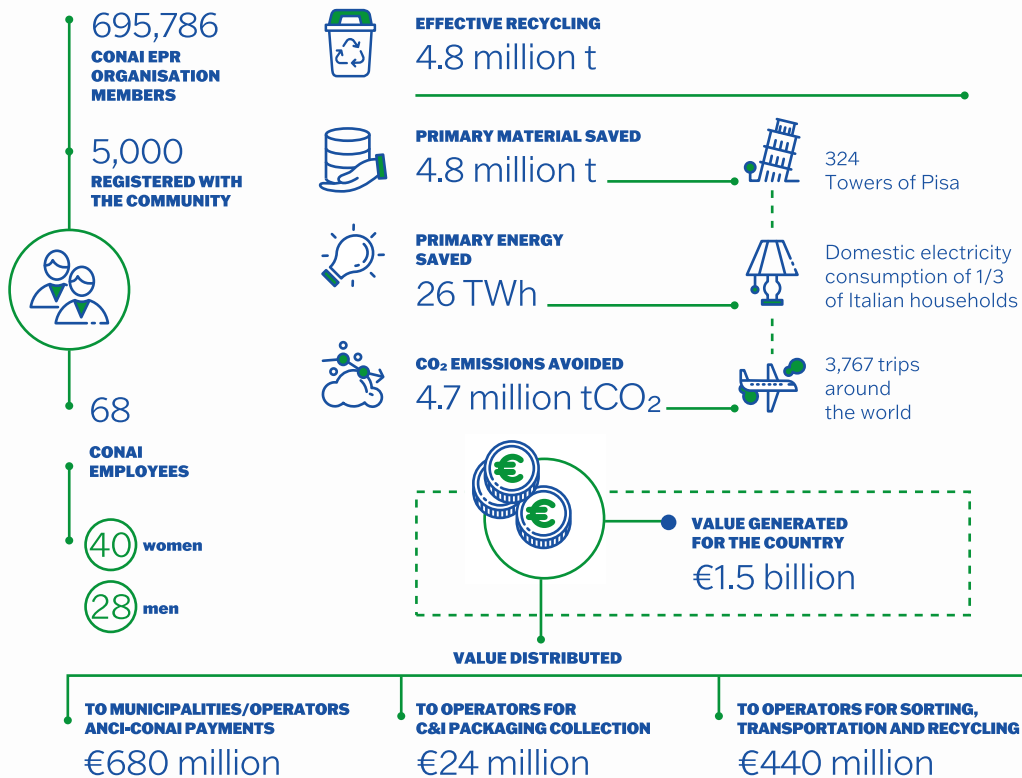 695,786
CONAI EPR
ORGANISATION
MEMBERS
5,000
REGISTERED WITH
THE COMMUNITY
68
CONAI
EMPLOYEES
40 women
28 men
EFFECTIVE RECYCLING
4.8 million t
PRIMARY MATERIAL SAVED
4.8 million t
324
Towers of Pisa
PRIMARY ENERGY
SAVED
26 TWh
Domestic electricity
consumption of 1/3
of Italian households
CO₂ EMISSIONS AVOIDED
4.7 million tCO₂
3,767 trips
around
the world
€
€
VALUE GENERATED
FOR THE COUNTRY
€1.5 billion
VALUE DISTRIBUTED
TO MUNICIPALITIES/OPERATORS
ANCI-CONAI PAYMENTS
€680 million
TO OPERATORS FOR
C&I PACKAGING COLLECTION
€24 million
TO OPERATORS FOR SORTING,
TRANSPORTATION AND RECYCLING
€440 million